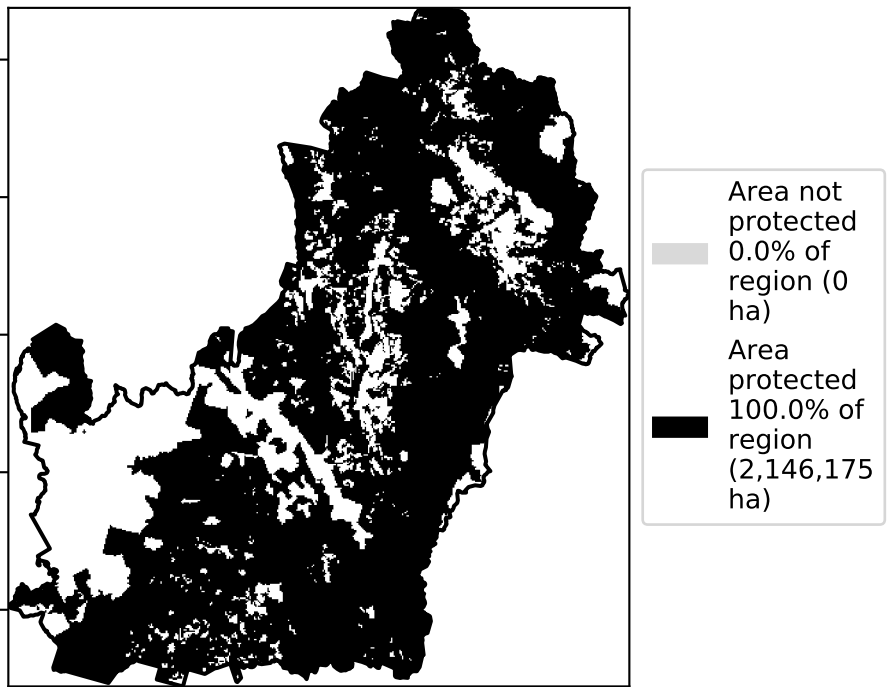 Area not
protected
0.0% of
region (0
ha)
Area
protected
100.0% of
region
(2,146,175
ha)